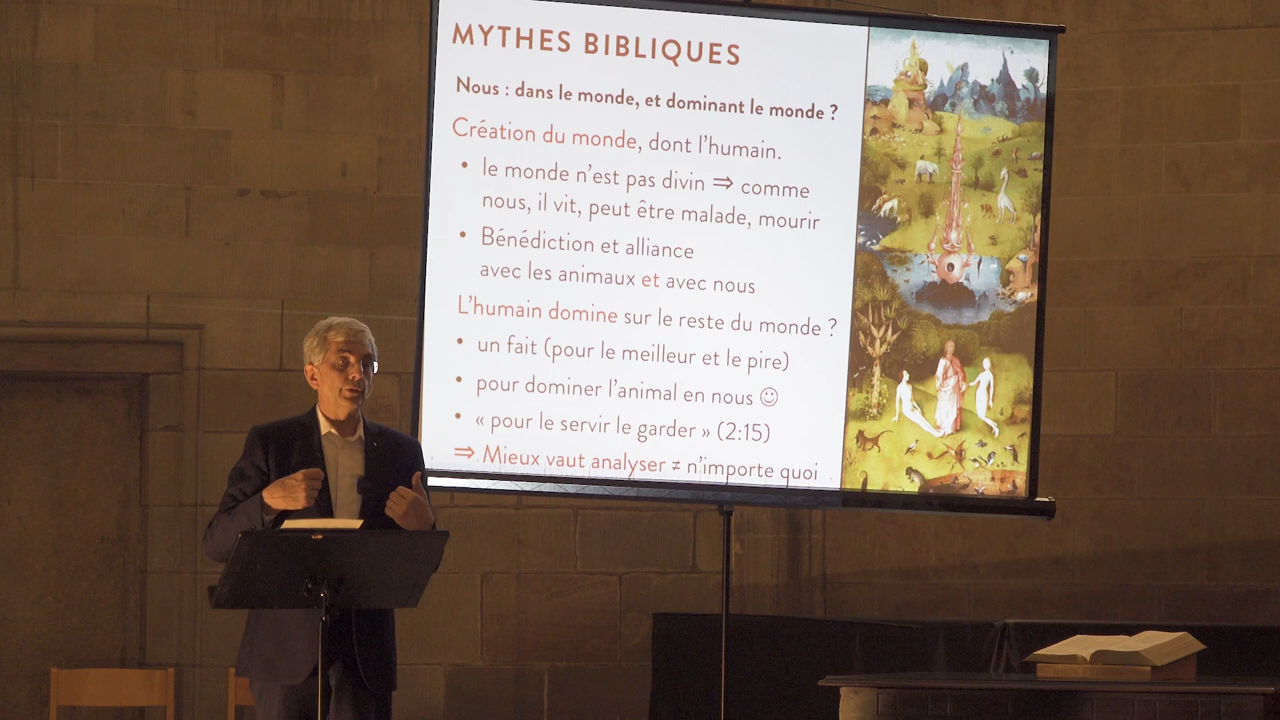 MYTHES BIBLIQUES
Nous : dans le monde, et dominant le monde ?
Création du monde, dont l’humain.
• le monde n’est pas divin ⇒ comme
nous, il vit, peut être malade, mourir
• Bénédiction et alliance
avec les animaux et avec nous
L’humain domine sur le reste du monde ?
• un fait (pour le meilleur et le pire)
• pour dominer l’animal en nous ☺
• « pour le servir le garder » (2:15)
⇒ Mieux vaut analyser ≠ n’importe quoi